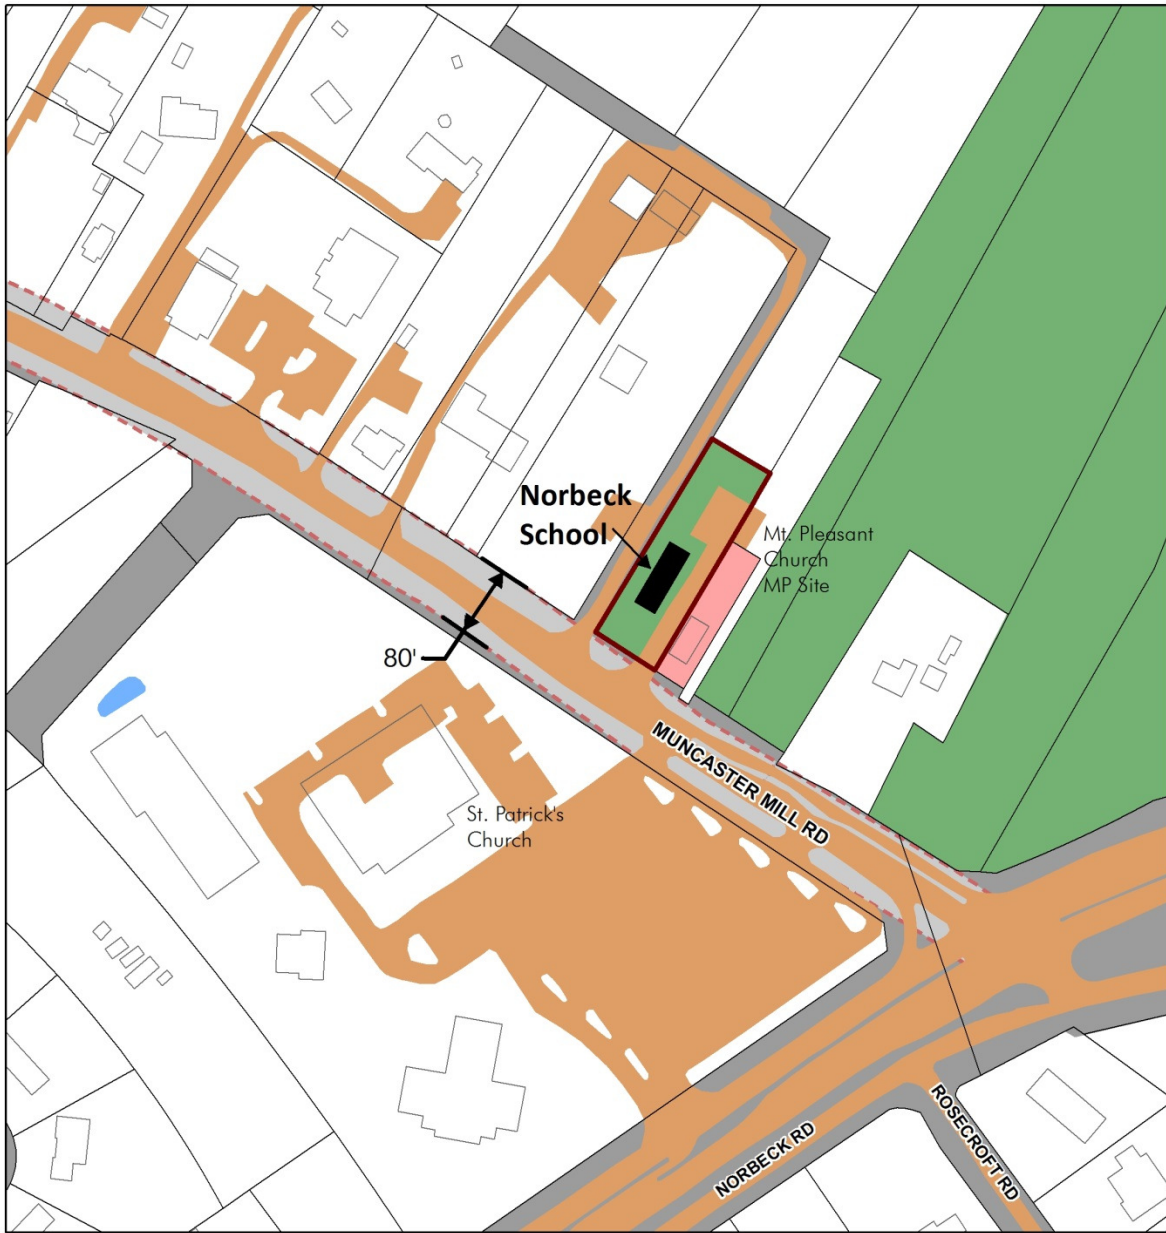 Norbeck
School
Mt. Pleasant
Church
MP Site
80'
MUNCASTER MILL RD
St. Patrick's
Church
NORBECK RD
ROSECROFT RD